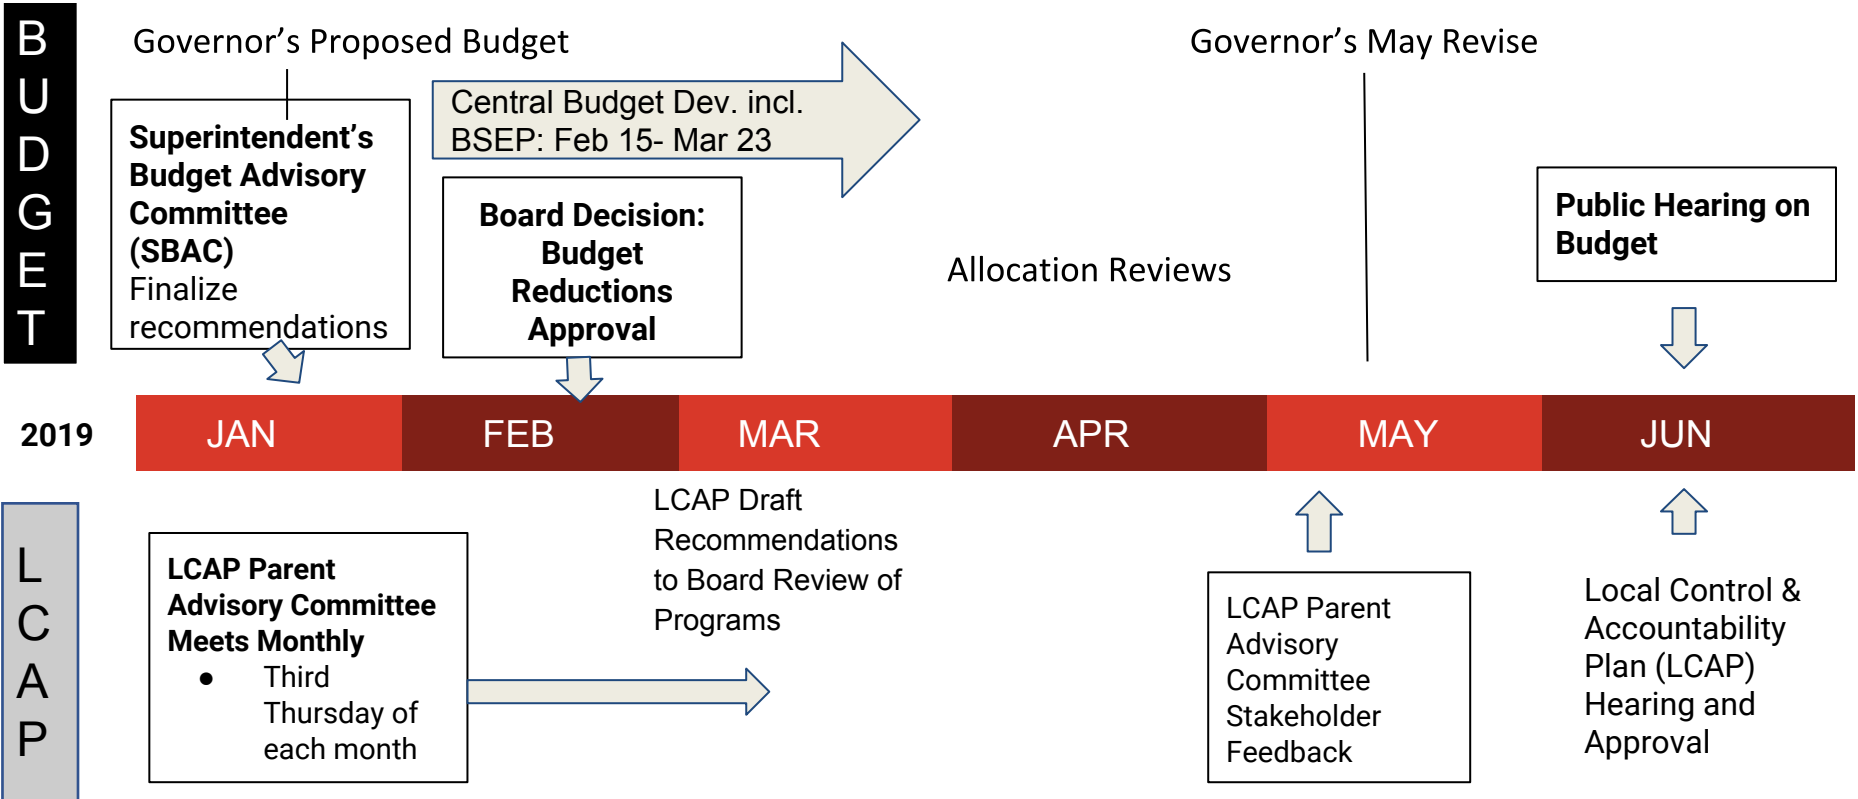 BUDGET
Governor's Proposed Budget
Governor's May Revise
Superintendent's
Budget Advisory
Committee
(SBAC)
Finalize
recommendations
Central Budget Dev. incl.
BSEP: Feb 15- Mar 23
Board Decision:
Budget
Reductions
Approval
Allocation Reviews
Public Hearing on
Budget
2019
JAN
FEB
MAR
APR
MAY
JUN
LCAP
LCAP Parent
Advisory Committee
Meets Monthly
● Third
Thursday of
each month
LCAP Draft
Recommendations
to Board Review of
Programs
LCAP Parent
Advisory
Committee
Stakeholder
Feedback
Local Control &
Accountability
Plan (LCAP)
Hearing and
Approval